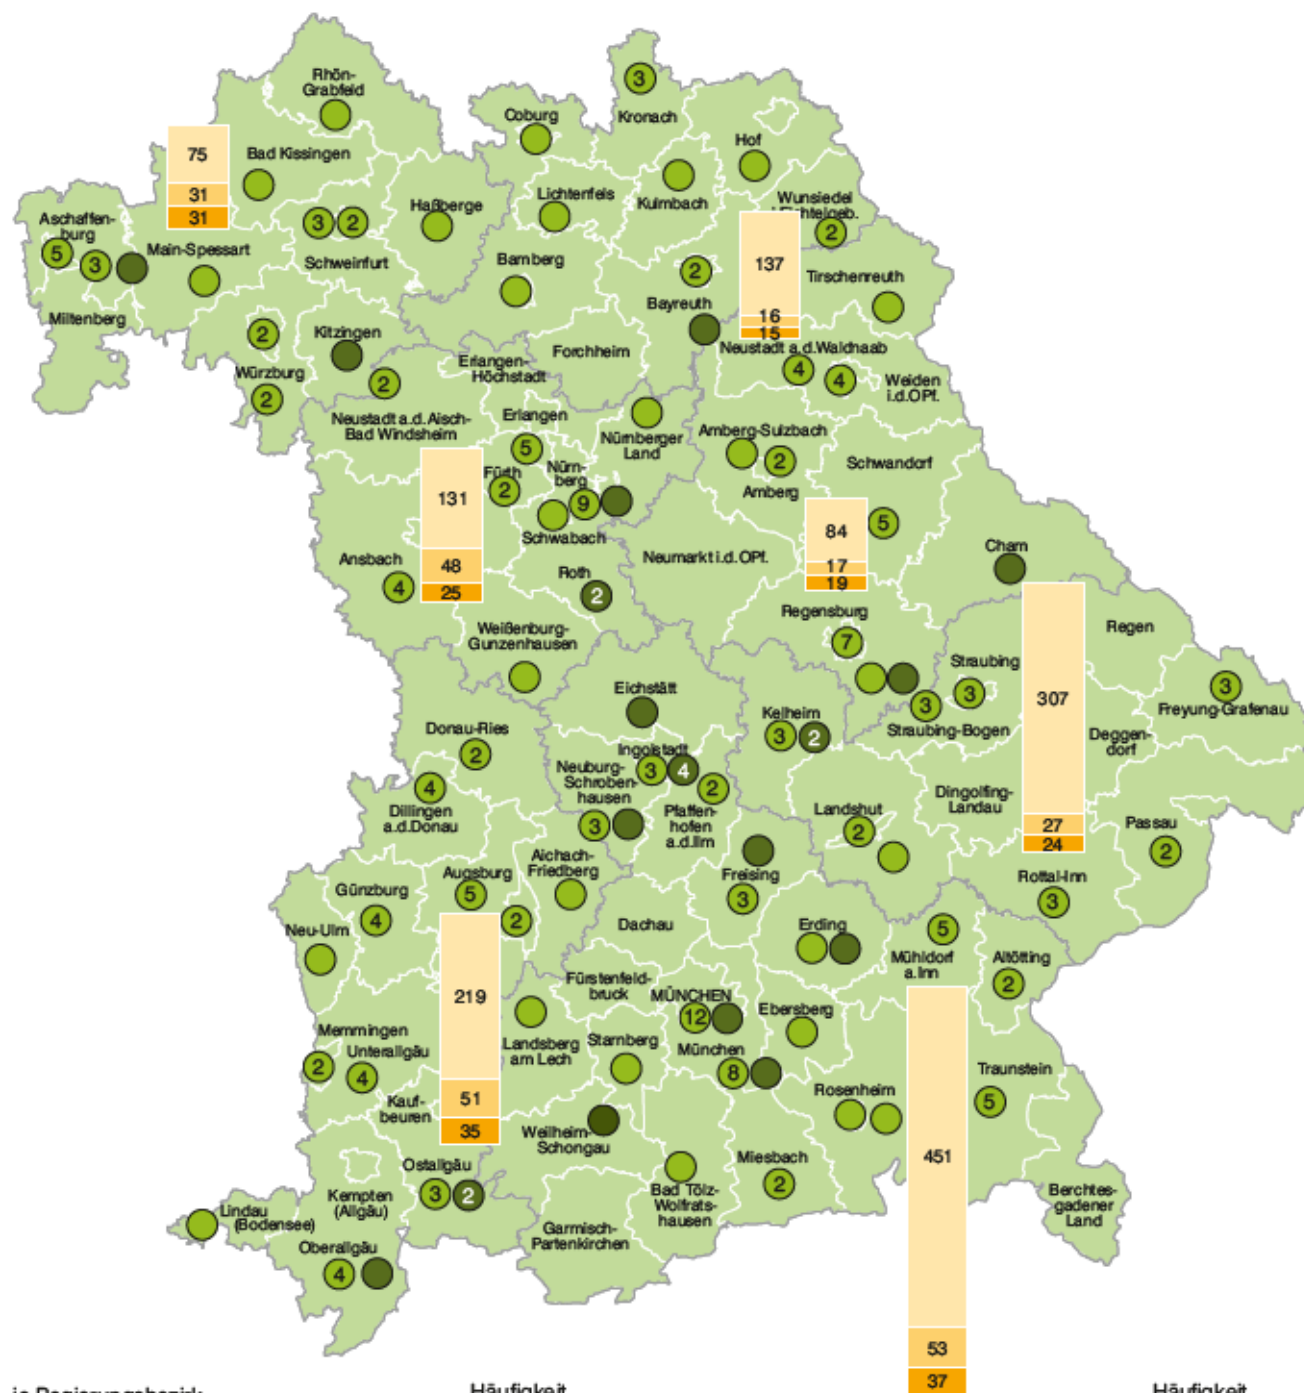 Rhön-
Grabfeld
3
Kronach
Coburg
Hof
75
Bad Kissingen
31
31
Lichtenfels
Kulmbach
Wunsiedel
2
Haßberge
3
2
Schweinfurt
Aschaffen-
burg
5
3
Main-Spessart
Miltenberg
Bamberg
2
Bayreuth
137
16
15
Tirschenreuth
2
Würzburg
2
Kitzingen
2
Erlangen-
Höchstadt
Forchheim
Neustadt a.d.Waldnaab
4
4
Weiden
i.d.OPf.
Neustadt a.d. Aisch-
Bad Windsheim
Erlangen
5
Nürnberger
Land
Amberg-Sulzbach
2
Amberg
Schwandorf
5
131
48
25
Fürth
2
Nürn-
berg
9
Schwabach
84
17
19
Neumarkt i.d.OPf.
Cham
Ansbach
4
Roth
2
Weißenburg-
Gunzenhausen
Regensburg
7
Straubing
3
3
Straubing-Bogen
307
27
24
Regen
3
Freyung-Grafenau
Deggen-
dorf
Eichstätt
Kelheim
3
2
Donau-Ries
2
4
Dillingen
a.d.Donau
Ingolstadt
3
4
2
Neuburg-
Schroben-
hausen
3
Pfaffen-
hofen
a.d.Ilm
Landshut
2
Dingolfing-
Landau
Passau
2
Rottal-Inn
3
Aichach-
Friedberg
Augsburg
5
2
Günzburg
4
Neu-Ulm
Freising
3
Dachau
Erding
5
Mühldorf
a.Inn
Altötting
2
219
51
35
Fürstenfeld-
bruck
MÜNCHEN
12
Ebersberg
Landsberg
am Lech
Starnberg
München
8
Memmingen
2
Unterallgäu
4
Kauf-
beuren
Rosenheim
Traunstein
5
451
53
37
Weilheim-
Schongau
Miesbach
2
Bad Tölz-
Wolfrats-
hausen
Ostallgäu
3
2
Kempten
(Allgäu)
Lindau
(Bodensee)
Oberallgäu
4
Garmisch-
Partenkirchen
Berchtes-
gadener
Land
je Regierungsbezirk
Häufigkeit
Häufigkeit